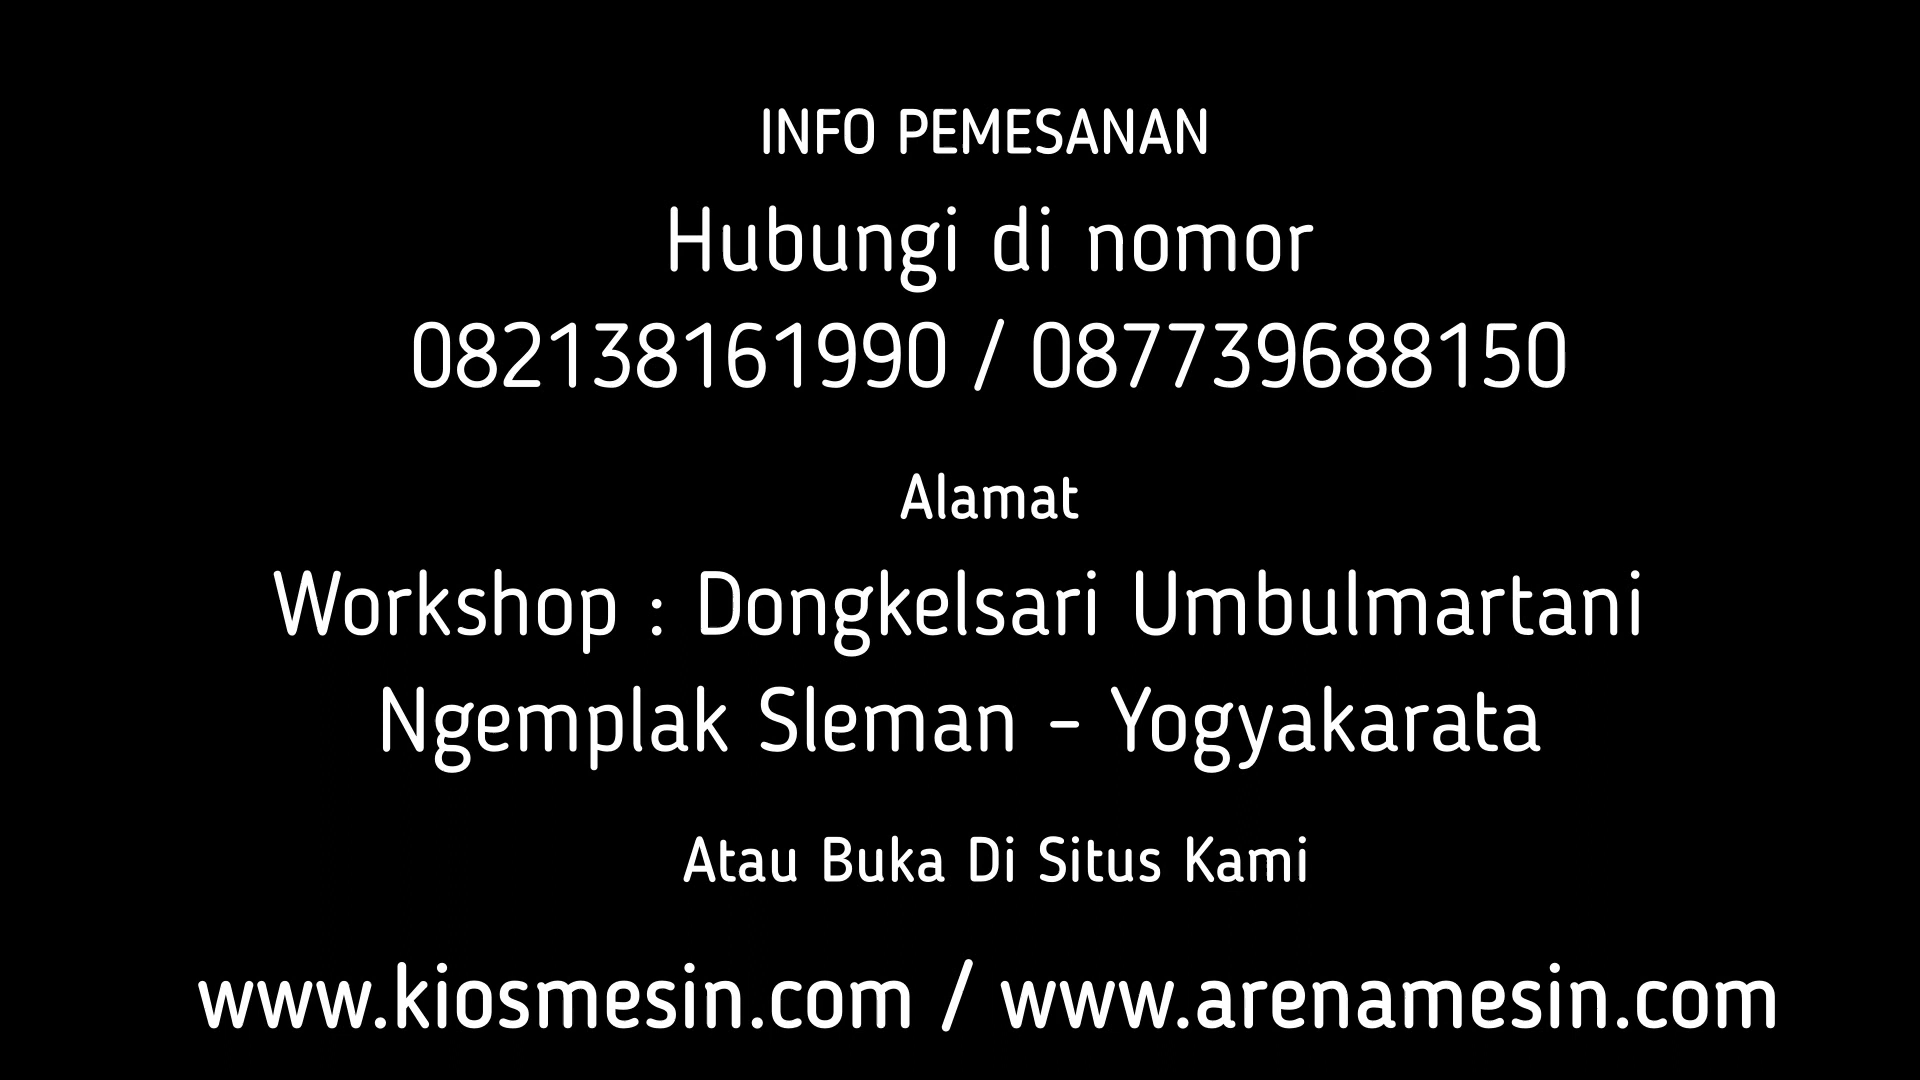 INFO PEMESANAN
Hubungi di nomor
082138161990 / 087739688150
Alamat
Workshop : Dongkelsari Umbulmartani
Ngemplak Sleman - Yogyakarata
Atau Buka Di Situs Kami
www.kiosmesin.com / www.arenamesin.com